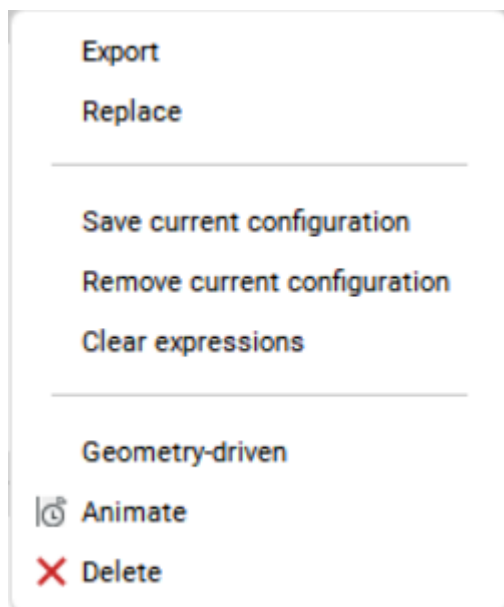 Export
Replace
Save current configuration
Remove current configuration
Clear expressions
Geometry-driven
Animate
Delete